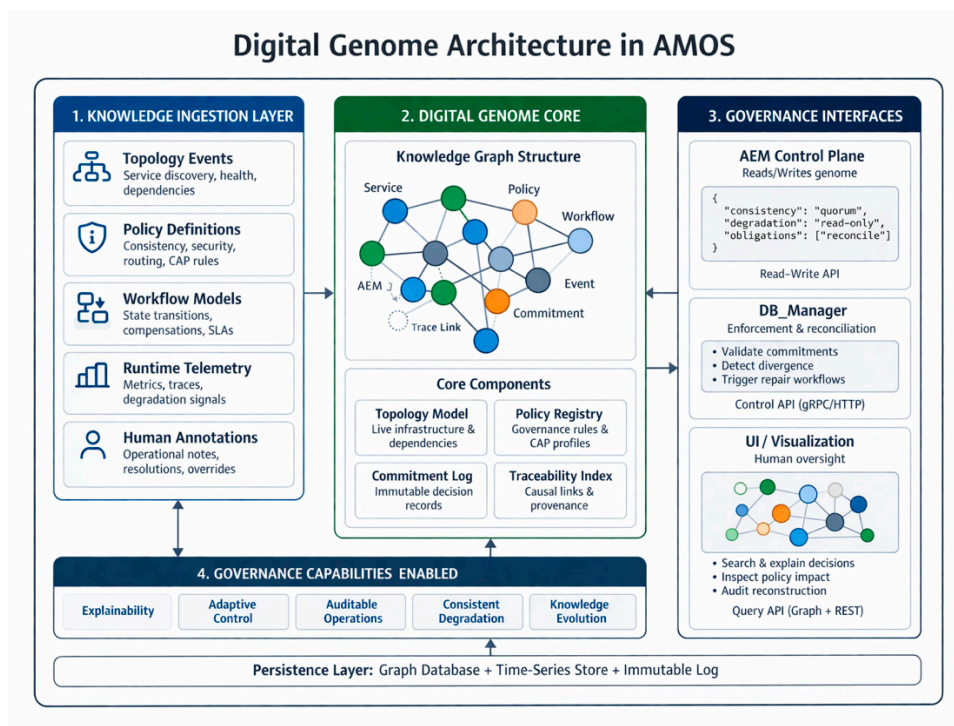 Digital Genome Architecture in AMOS
1. KNOWLEDGE INGESTION LAYER
Topology Events
Service discovery, health,
dependencies
Policy Definitions
Consistency, security,
routing, CAP rules
Workflow Models
State transitions,
compensations, SLAs
Runtime Telemetry
Metrics, traces,
degradation signals
Human Annotations
Operational notes,
resolutions, overrides
2. DIGITAL GENOME CORE
Knowledge Graph Structure
Service
Policy
Workflow
AEM
Event
Commitment
Trace Link
Core Components
Topology Model
Live infrastructure &
dependencies
Policy Registry
Governance rules &
CAP profiles
Commitment Log
Immutable decision
records
Traceability Index
Causal links &
provenance
3. GOVERNANCE INTERFACES
AEM Control Plane
Reads/Writes genome
{
"consistency": "quorum",
"degradation": "read-only",
"obligations": ["reconcile"]
}
Read-Write API
DB_Manager
Enforcement & reconciliation
• Validate commitments
• Detect divergence
• Trigger repair workflows
Control API (gRPC/HTTP)
UI / Visualization
Human oversight
• Search & explain decisions
• Inspect policy impact
• Audit reconstruction
Query API (Graph + REST)
4. GOVERNANCE CAPABILITIES ENABLED
Explainability
Adaptive
Control
Auditable
Operations
Consistent
Degradation
Knowledge
Evolution
Persistence Layer: Graph Database + Time-Series Store + Immutable Log